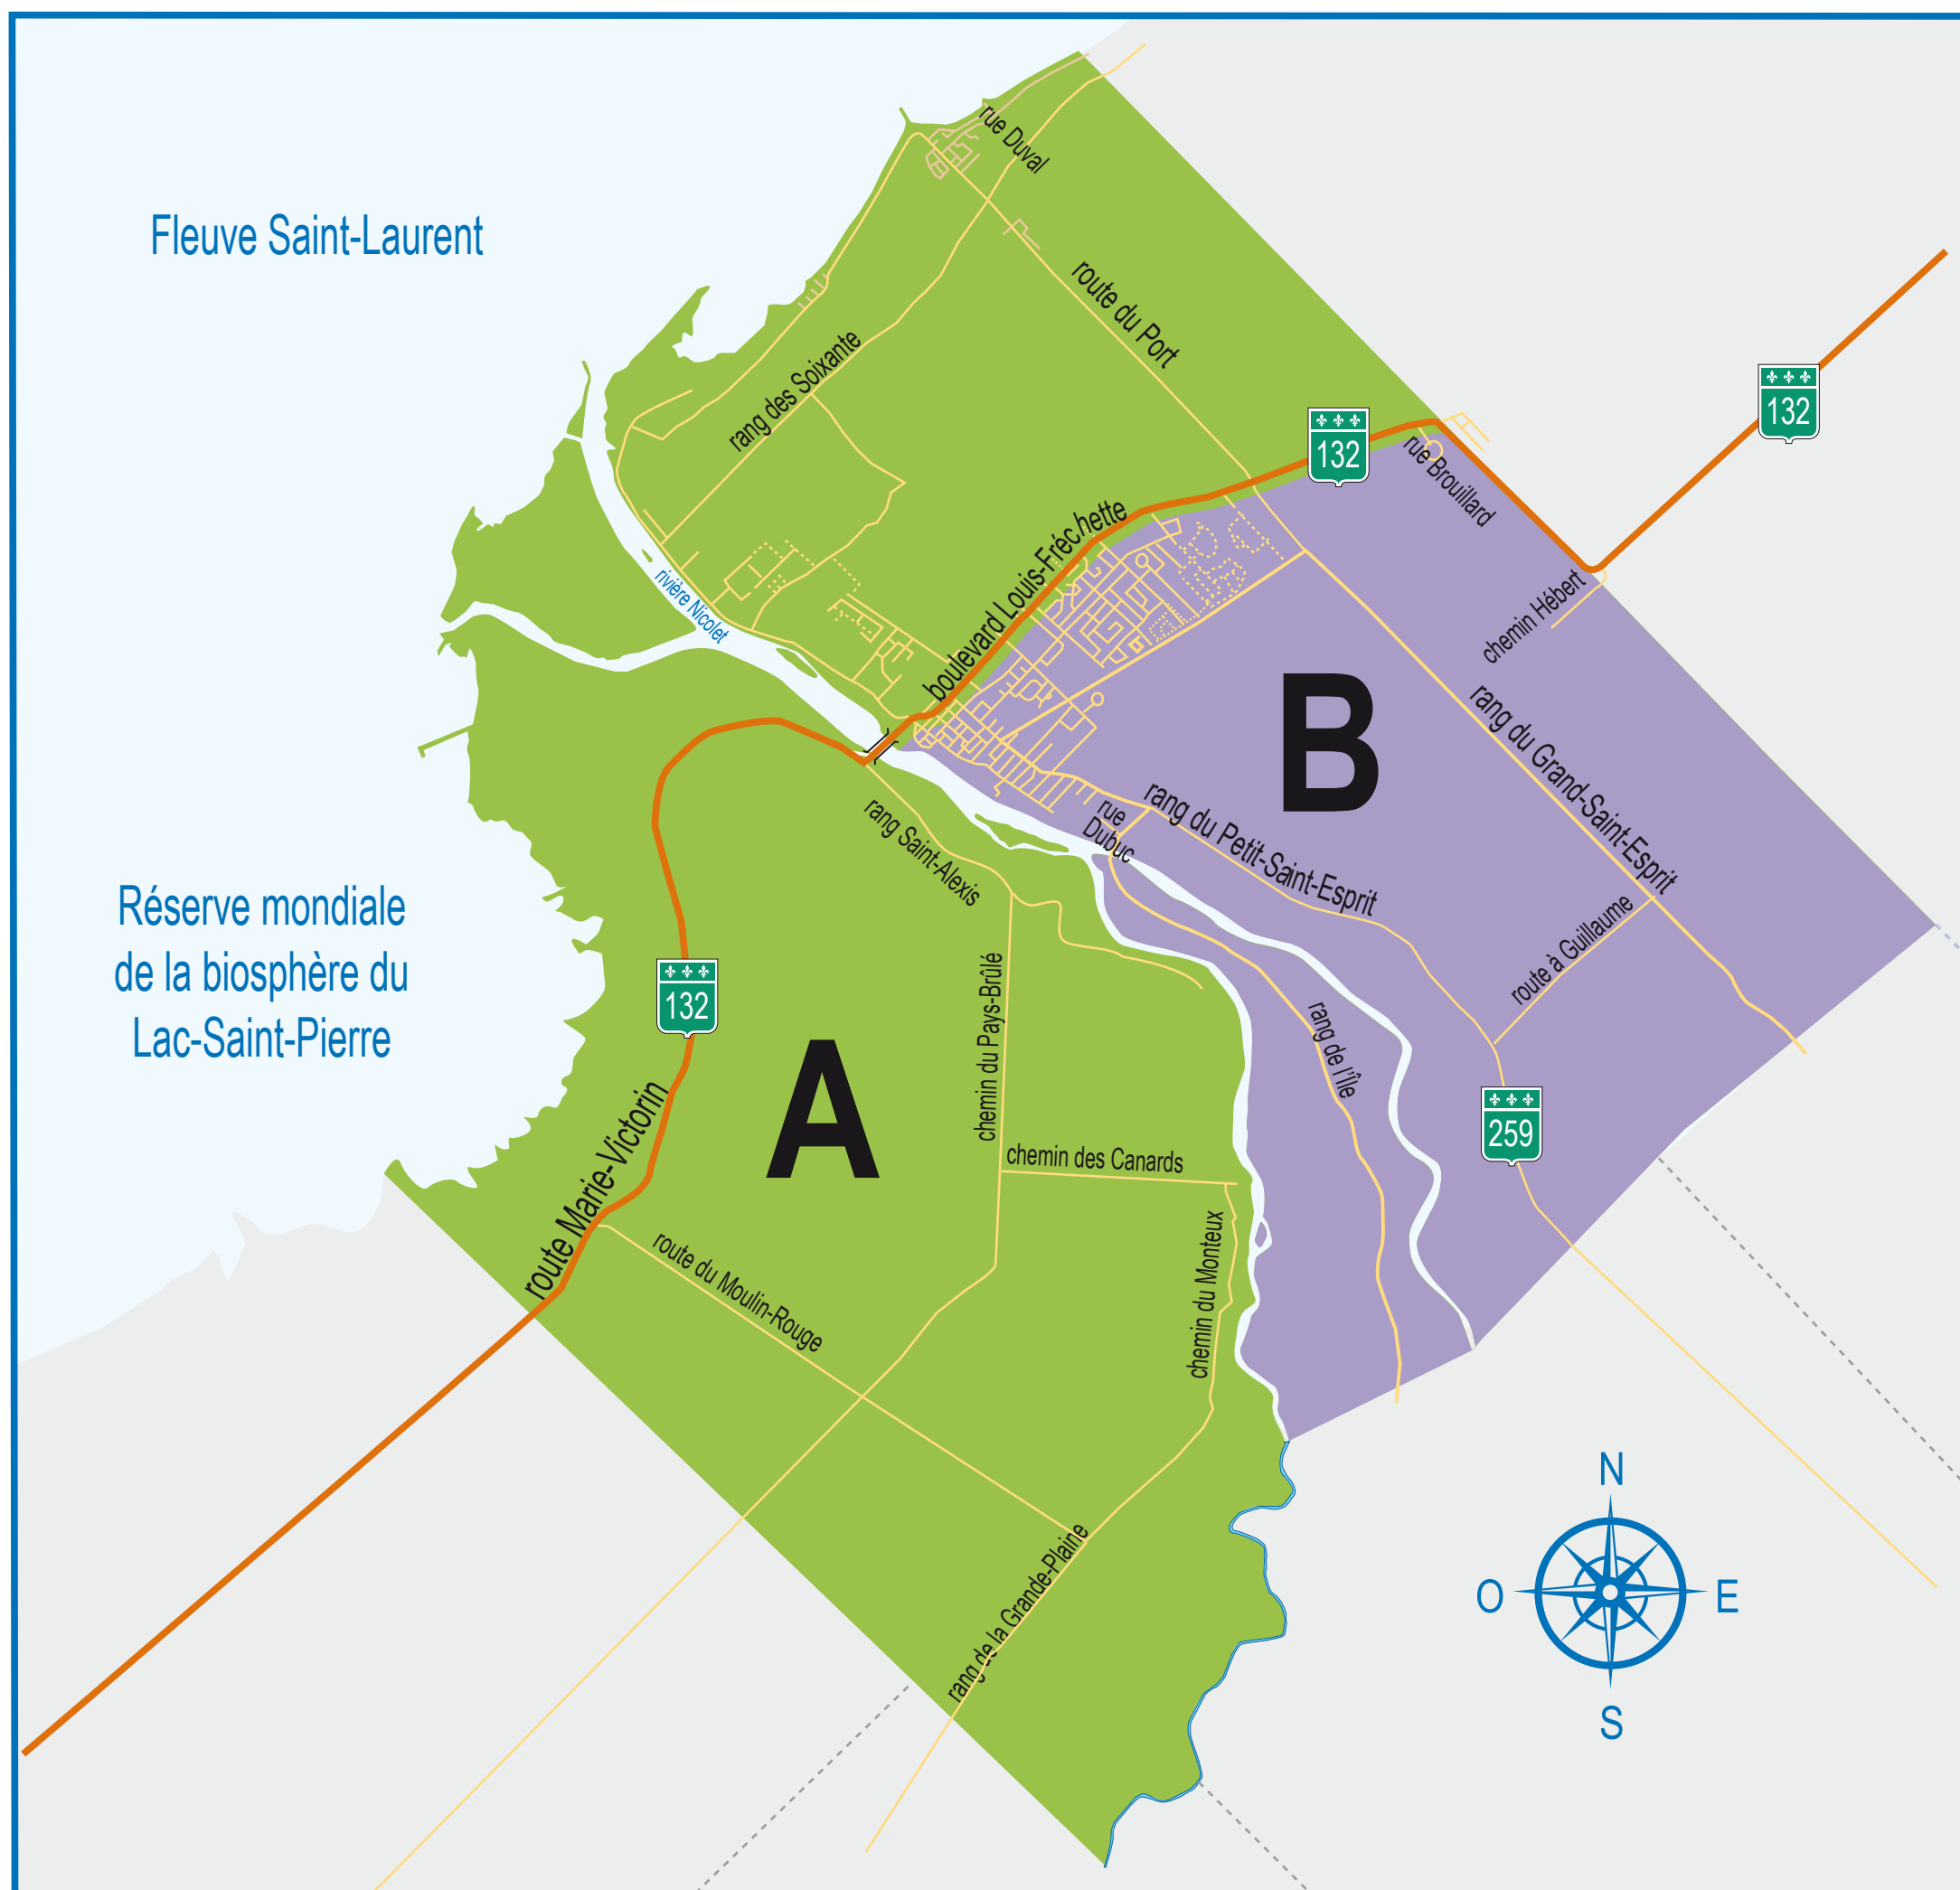 rue Duval
Fleuve Saint-Laurent
route du Port
rang des Soixante
132
132
rue Brouillard
boulevard Louis-Fréchette
rivière Nicolet
chemin Hébert
B
rang du Grand-Saint-Esprit
rang du Petit-Saint-Esprit
rue
Dubuc
rang Saint-Alexis
Réserve mondiale
de la biosphère du
Lac-Saint-Pierre
route à Guillaume
132
chemin du Pays-Brûlé
rang de l'Île
A
259
route Marie-Victorin
chemin des Canards
chemin du Monteux
route du Moulin-Rouge
rang de la Grande-Plaine
N
O
E
S